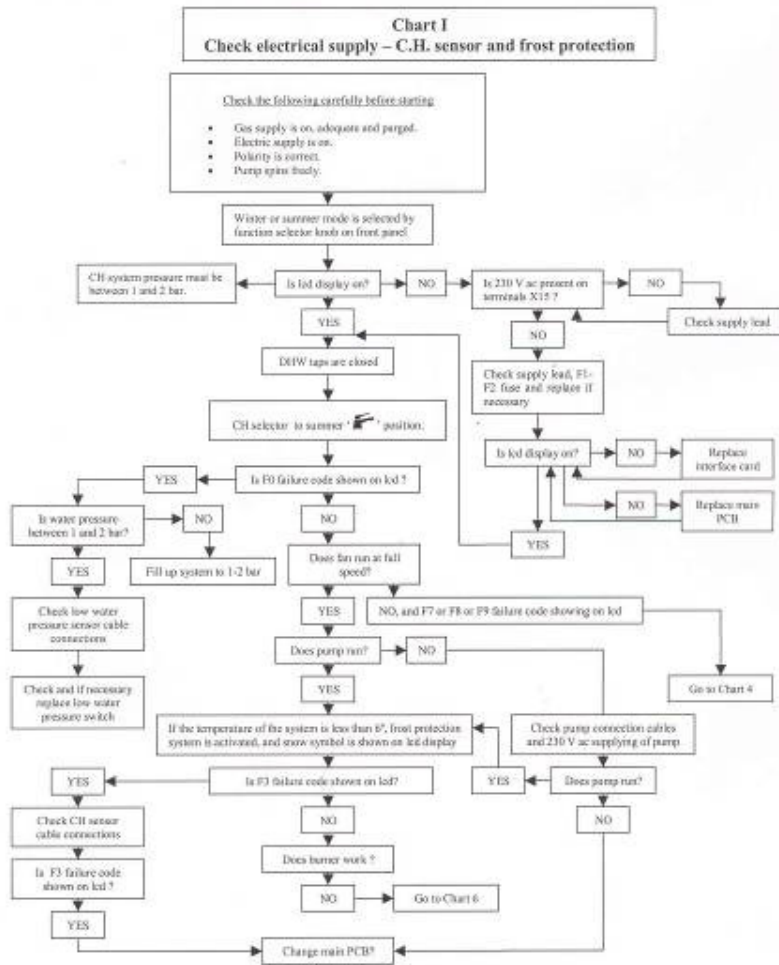 Chart I
Check electrical supply – C.H. sensor and frost protection
Check the following carefully before starting
• Gas supply is on, adequate and purged.
• Electric supply is on.
• Polarity is correct.
• Pump spins freely.
Winter or summer mode is selected by
function selector knob on front panel
CH system pressure must be
between 1 and 2 bar.
Is lcd display on?
NO
Is 230 V ac present on
terminals X15 ?
NO
Check supply lead
YES
NO
DHW taps are closed
Check supply lead, F1-
F2 fuse and replace if
necessary
CH selector to summer ' ' position.
Is lcd display on?
NO
Replace
interface card
NO
Replace main
PCB
YES
YES
Is F0 failure code shown on lcd ?
Is water pressure
between 1 and 2 bar?
NO
NO
Fill up system to 1-2 bar
Does fan run at full
speed?
YES
YES
NO, and F7 or F8 or F9 failure code showing on lcd
Check low water
pressure sensor cable
connections
Does pump run?
NO
Go to Chart 4
Check and if necessary
replace low water
pressure switch
YES
If the temperature of the system is less than 6º, frost protection
system is activated, and snow symbol is shown on lcd display
Check pump connection cables
and 230 V ac supplying of pump
YES
Is F3 failure code shown on lcd?
YES
Does pump run?
Check CH sensor
cable connections
NO
NO
Is F3 failure code
shown on lcd ?
Does burner work ?
YES
NO
Go to Chart 6
Change main PCB?